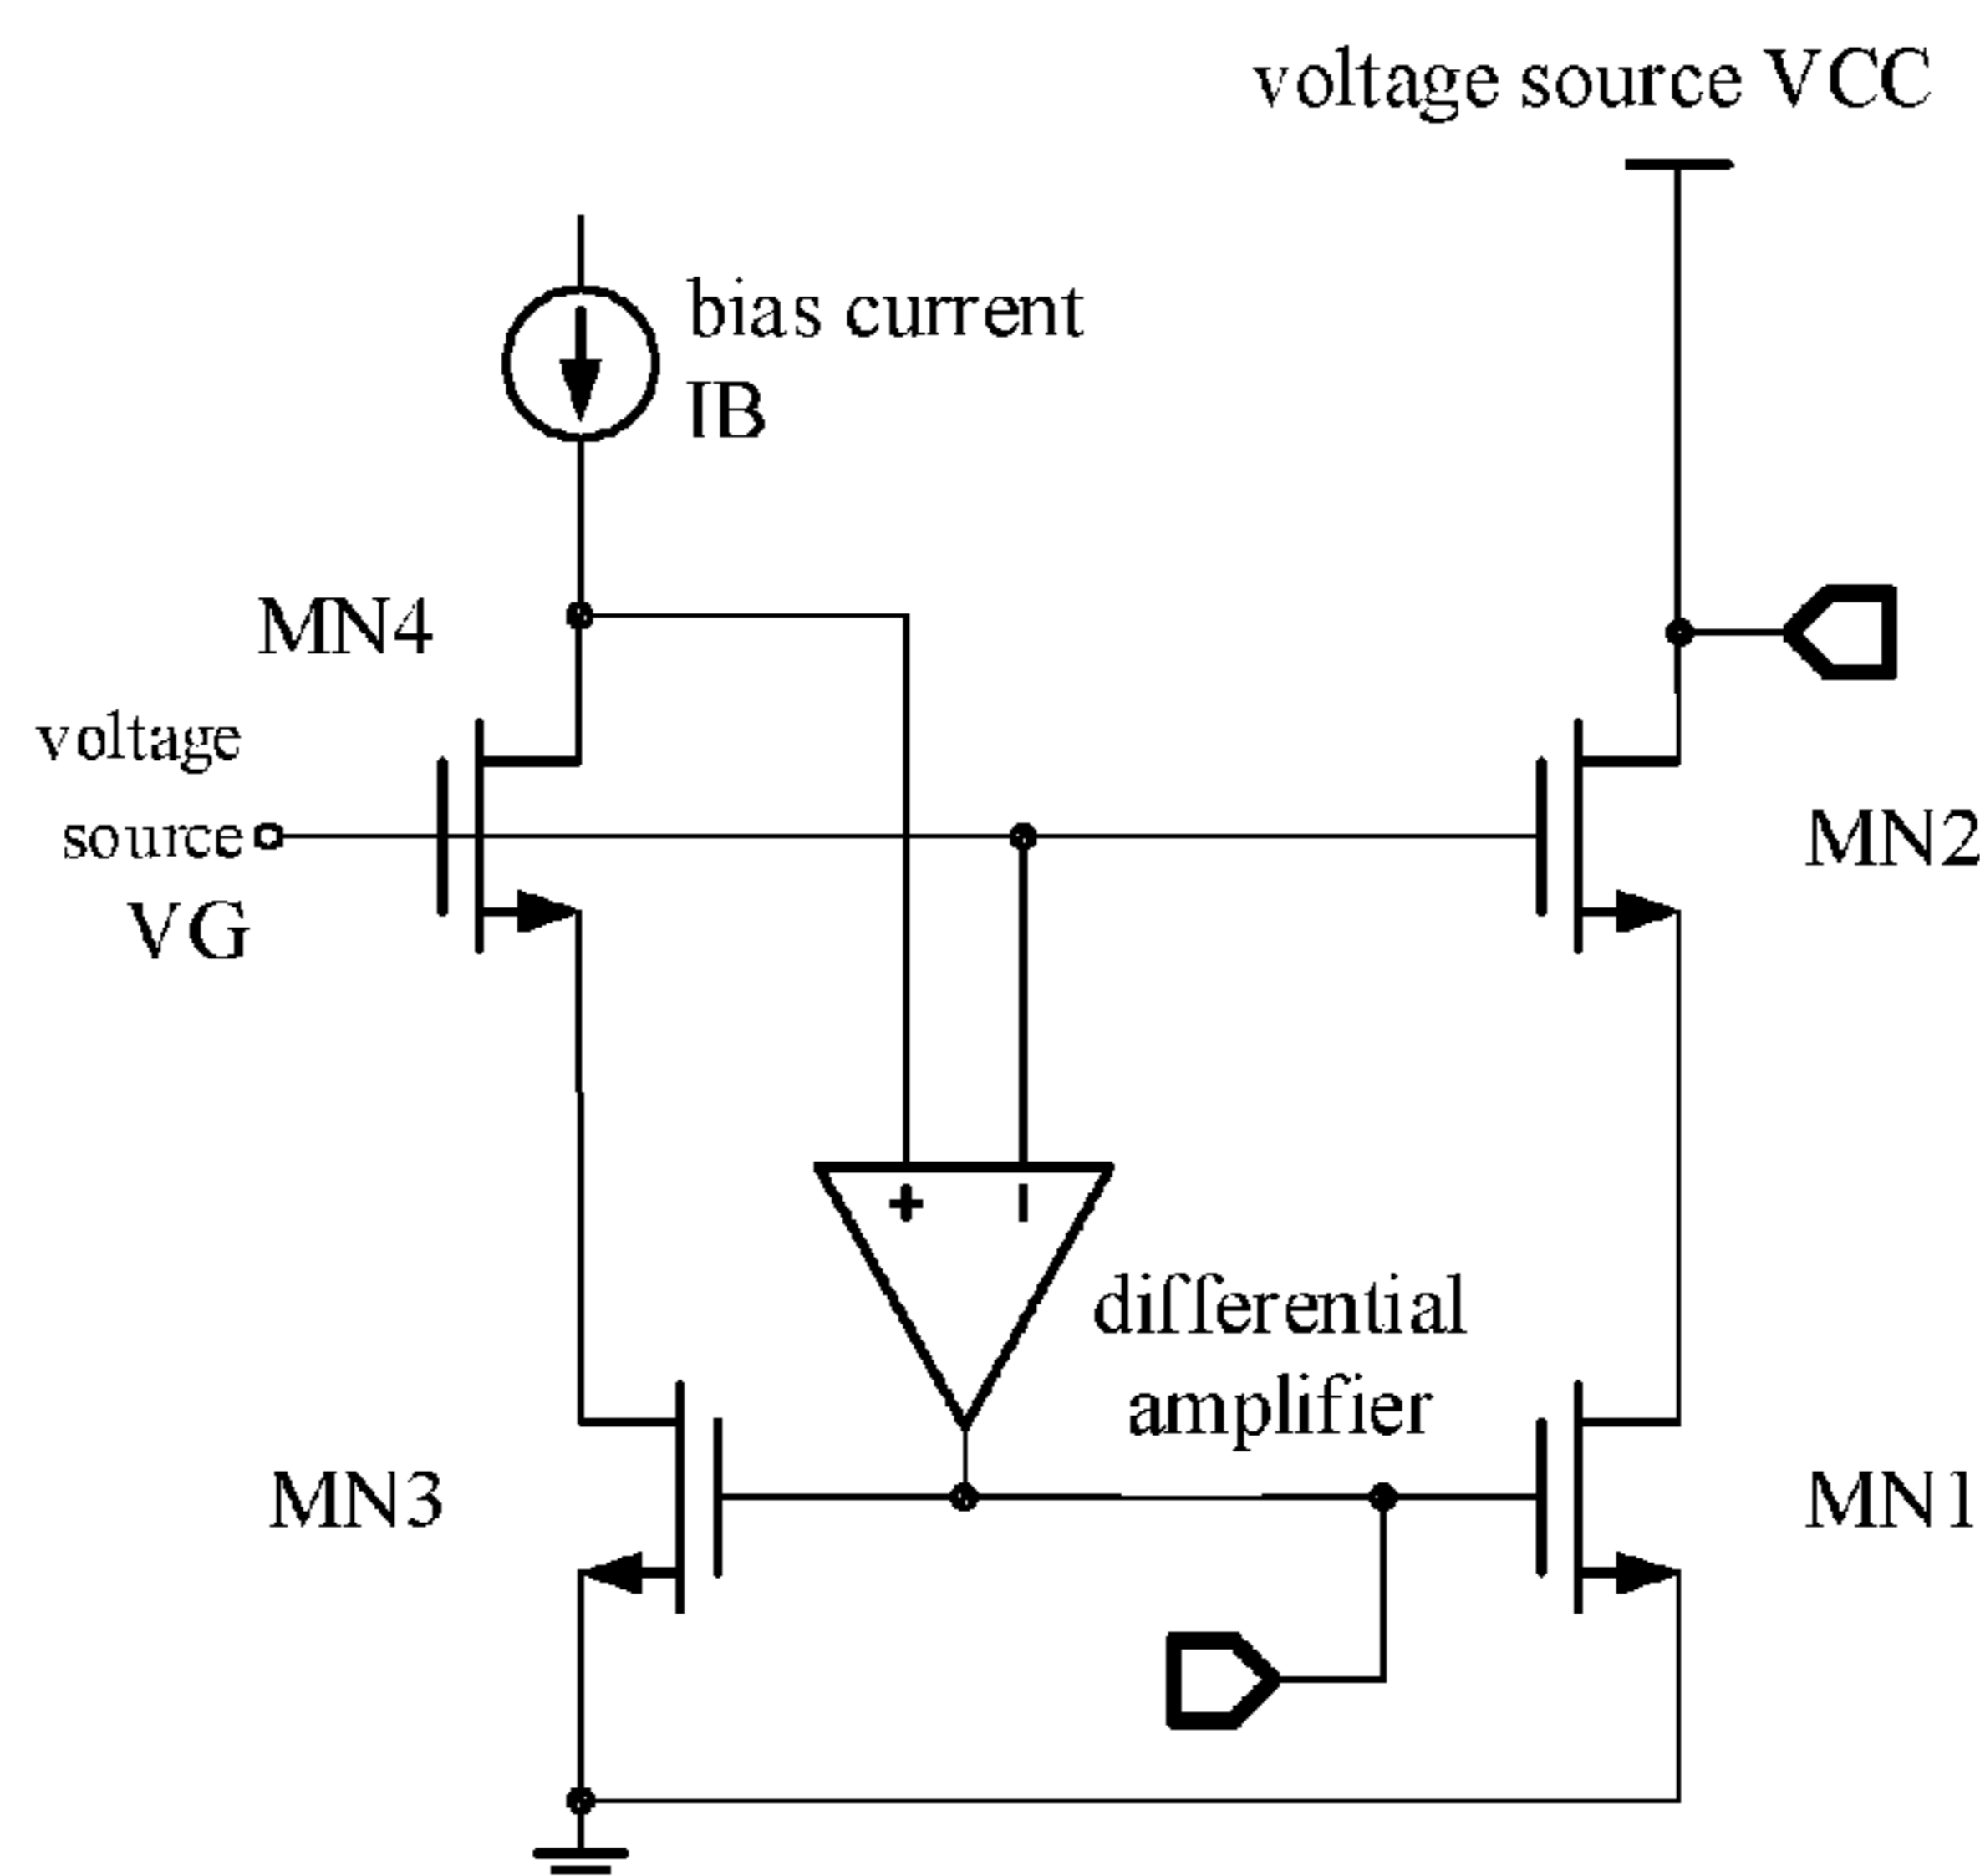 voltage source VCC
bias current
IB
MN4
voltage
source
VG
MN2
+ -
differential
amplifier
MN3
MN1